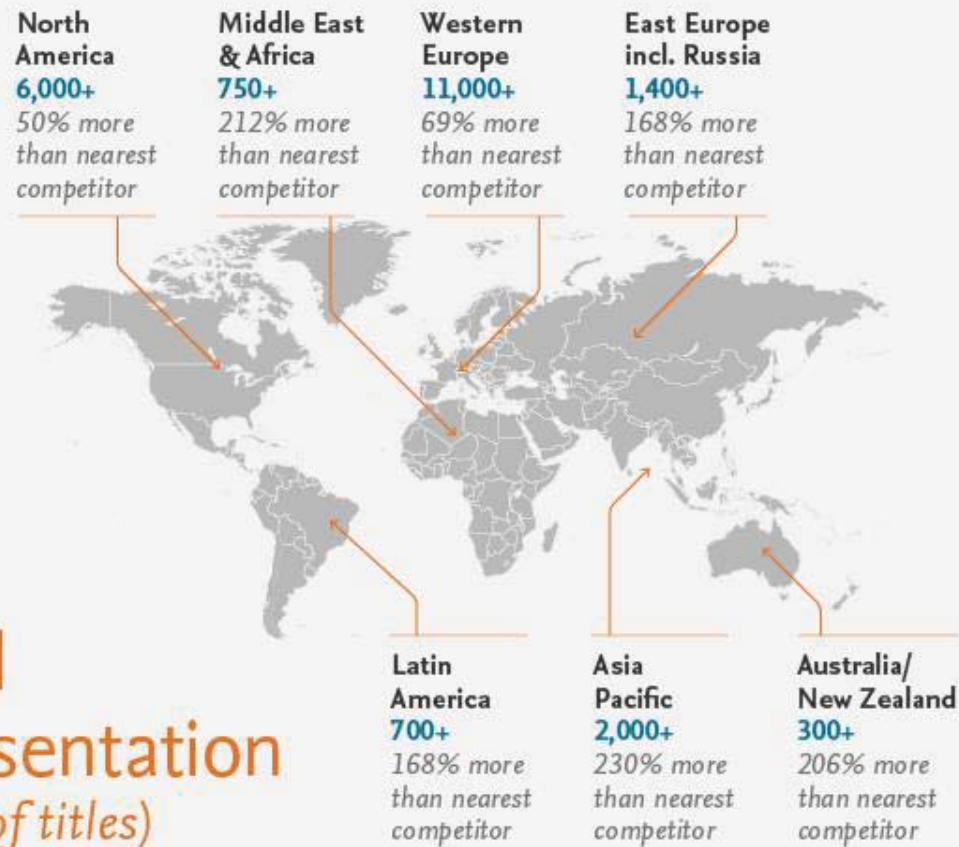 North
America
6,000+
50% more
than nearest
competitor
Middle East
& Africa
750+
212% more
than nearest
competitor
Western
Europe
11,000+
69% more
than nearest
competitor
East Europe
incl. Russia
1,400+
168% more
than nearest
competitor
Latin
America
700+
168% more
than nearest
competitor
Asia
Pacific
2,000+
230% more
than nearest
competitor
Australia/
New Zealand
300+
206% more
than nearest
competitor
sentation
of titles)